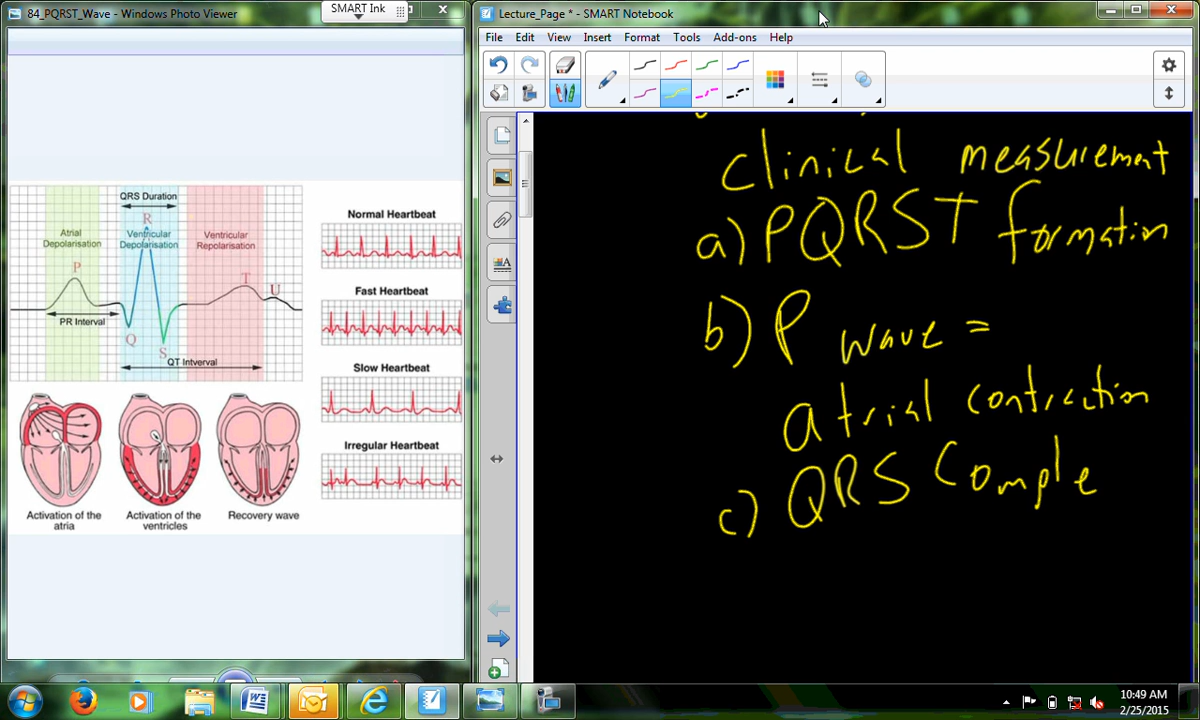 84_PQRST_Wave - Windows Photo Viewer
SMART Ink
QRS Duration
R
Atrial
Depolarisation
Ventricular
Depolarisation
Ventricular
Repolarisation
P
T
U
PR Interval
Q
S
QT Intverval
Activation of the
atria
Activation of the
ventricles
Recovery wave
Normal Heartbeat
Fast Heartbeat
Slow Heartbeat
Irregular Heartbeat
Lecture_Page * - SMART Notebook
File Edit View Insert Format Tools Add-ons Help
clinical measurement
a) PQRST formation
b) P wave =
atrial contraction
c) QRS Comple
10:49 AM
2/25/2015